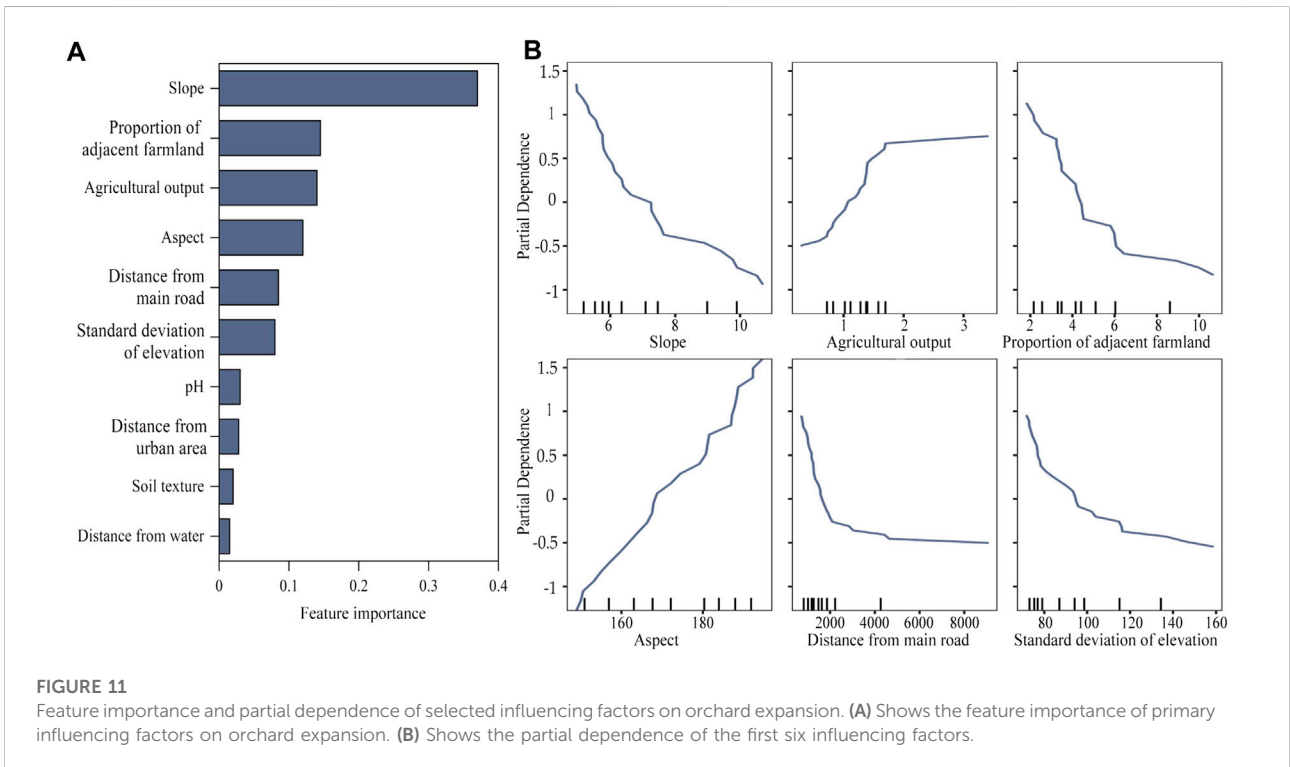 A
Slope
Proportion of
adjacent farmland
Agricultural output
Aspect
Distance from
main road
Standard deviation
of elevation
pH
Distance from
urban area
Soil texture
Distance from water
0
0.1
0.2
0.3
0.4
Feature importance
B
Partial Dependence
1.5
1
0.5
0
-0.5
-1
6
8
10
Slope
1
2
3
Agricultural output
2
4
6
8
10
Proportion of adjacent farmland
Partial Dependence
1.5
1
0.5
0
-0.5
-1
160
180
Aspect
2000
4000
6000
8000
Distance from main road
80
100
120
140
160
Standard deviation of elevation
FIGURE 11
Feature importance and partial dependence of selected influencing factors on orchard expansion. (A) Shows the feature importance of primary
influencing factors on orchard expansion. (B) Shows the partial dependence of the first six influencing factors.